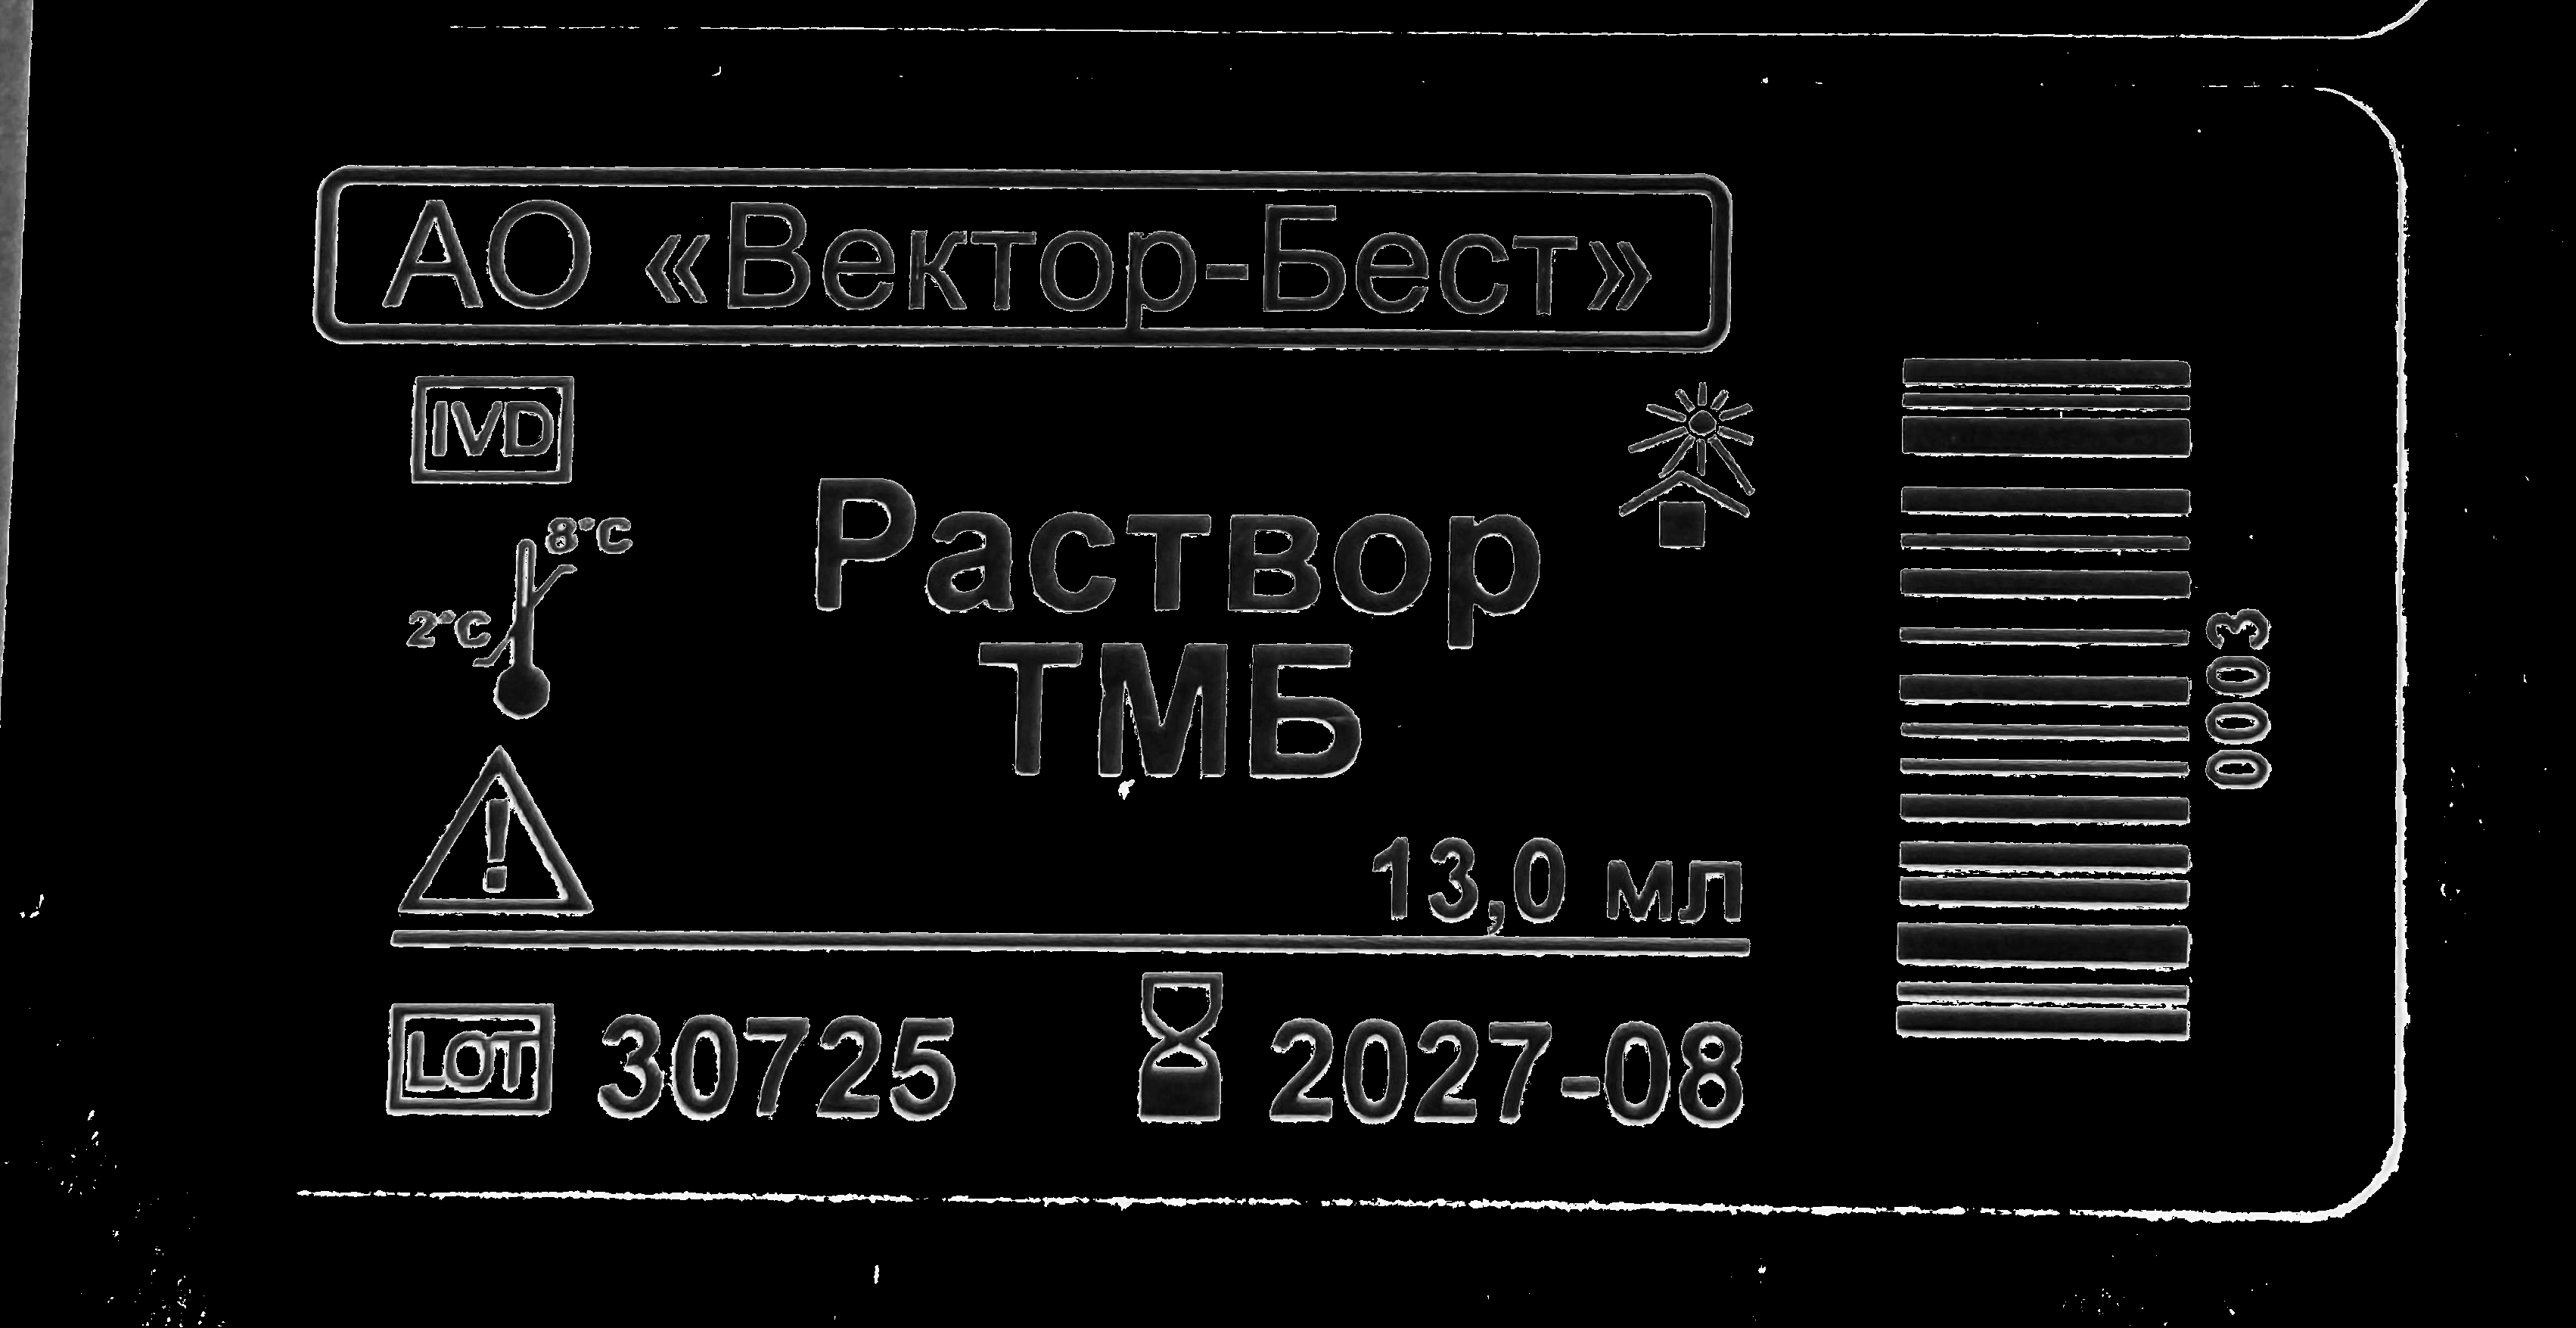 АО «Вектор-Бест»
IVD
8°C
2°C
Раствор
ТМБ
13,0 мл
LOT 30725 2027-08
0003